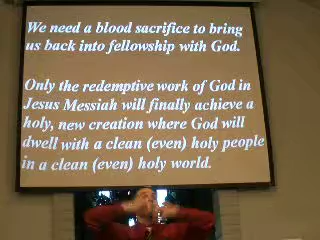 We need a blood sacrifice to bring
us back into fellowship with God.
Only the redemptive work of God in
Jesus Messiah will finally achieve a
holy, new creation where God will
dwell with a clean (even) holy people
in a clean (even) holy world.